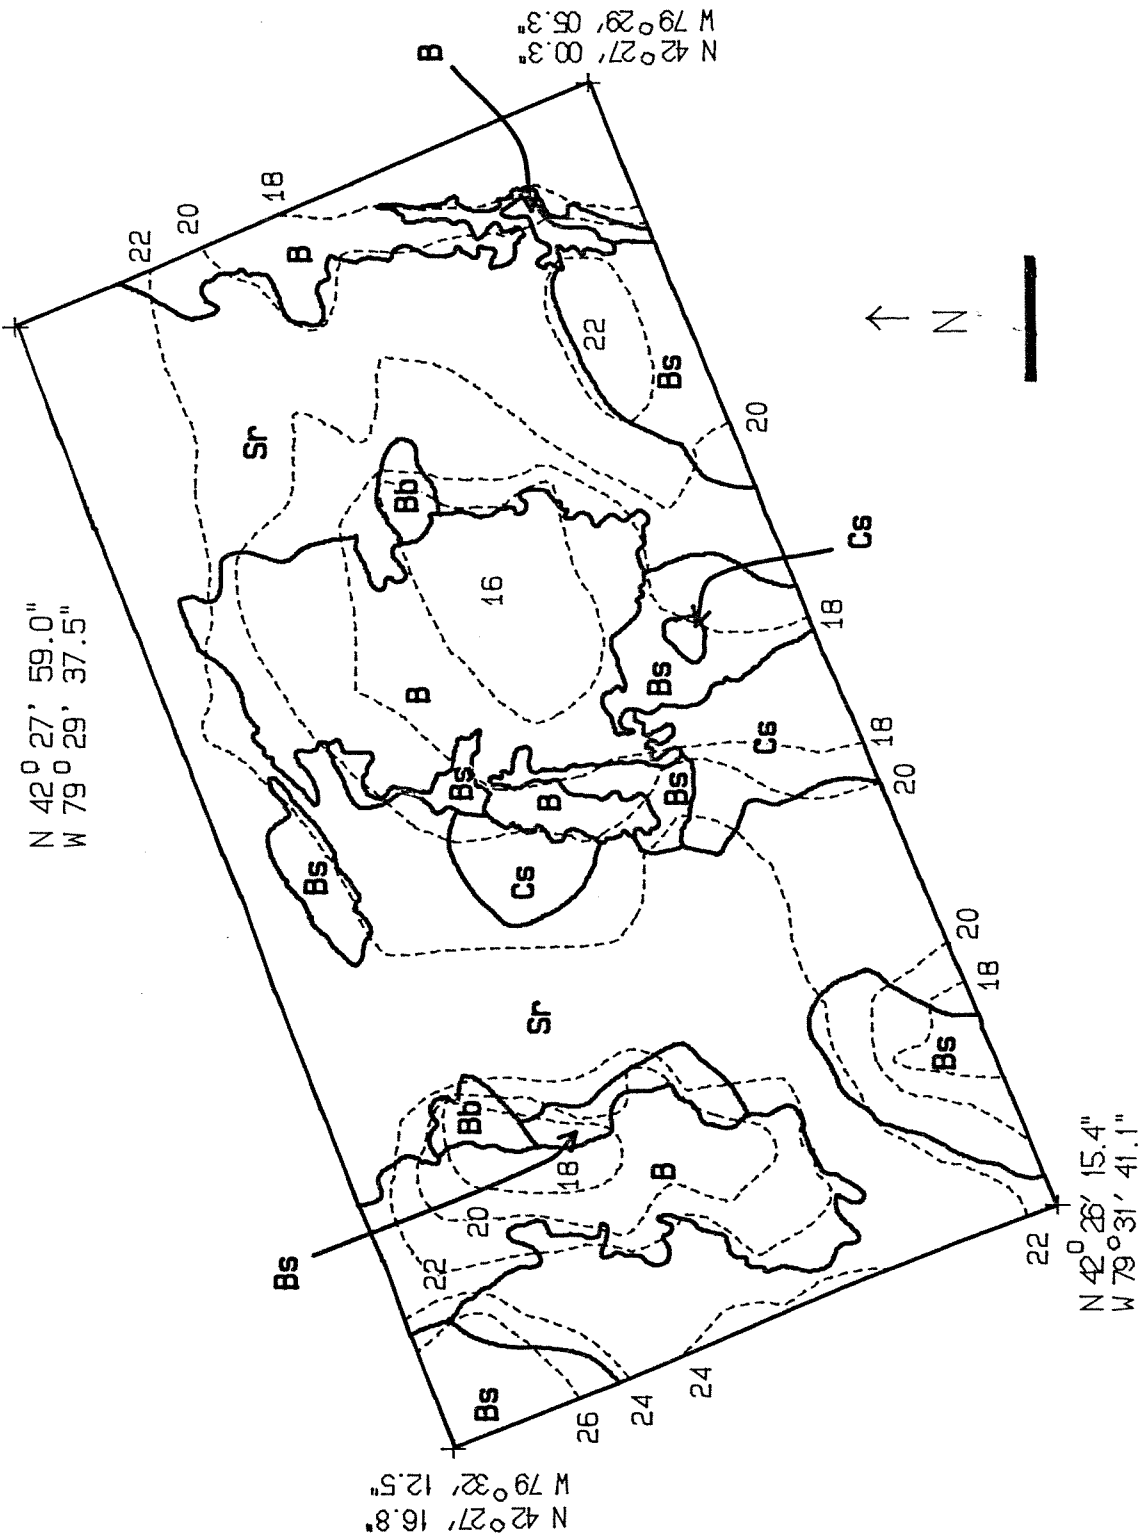 N 42° 27' 59.0"
W 79° 29' 37.5"
N 42° 27' 00.3"
W 79° 29' 05.3"
B
22
20
18
B
Sr
22
Bs
20
Bb
16
Cs
18
Bs
Cs
18
20
B
Bs
B
Bs
Bs
Cs
20
18
Bs
Sr
Bb
18
B
20
22
Bs
22
Bs
26
24
24
N
N 42° 26' 15.4"
W 79° 31' 41.1"
N 42° 27' 16.8"
W 79° 32' 12.5"